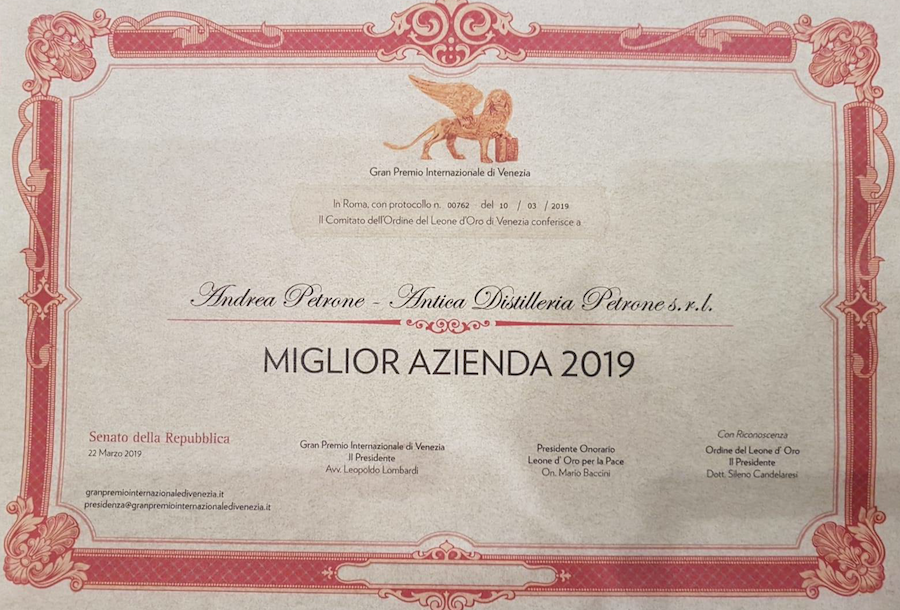 Gran Premio Internazionale di Venezia
In Roma, con protocollo n. 00762 del 10 / 03 / 2019
Il Comitato dell'Ordine del Leone d'Oro di Venezia conferisce a
Andrea Petrone - Antica Distilleria Petrone s.r.l.
MIGLIOR AZIENDA 2019
Senato della Repubblica
22 Marzo 2019
Gran Premio Internazionale di Venezia
Il Presidente
Avv. Leopoldo Lombardi
Presidente Onorario
Leone d' Oro per la Pace
On. Mario Baccini
Con Riconoscenza
Ordine del Leone d' Oro
Il Presidente
Dott. Sileno Candelaresi
granpremiointernazionaledivenezia.it
presidenza@granpremiointernazionaledivenezia.it